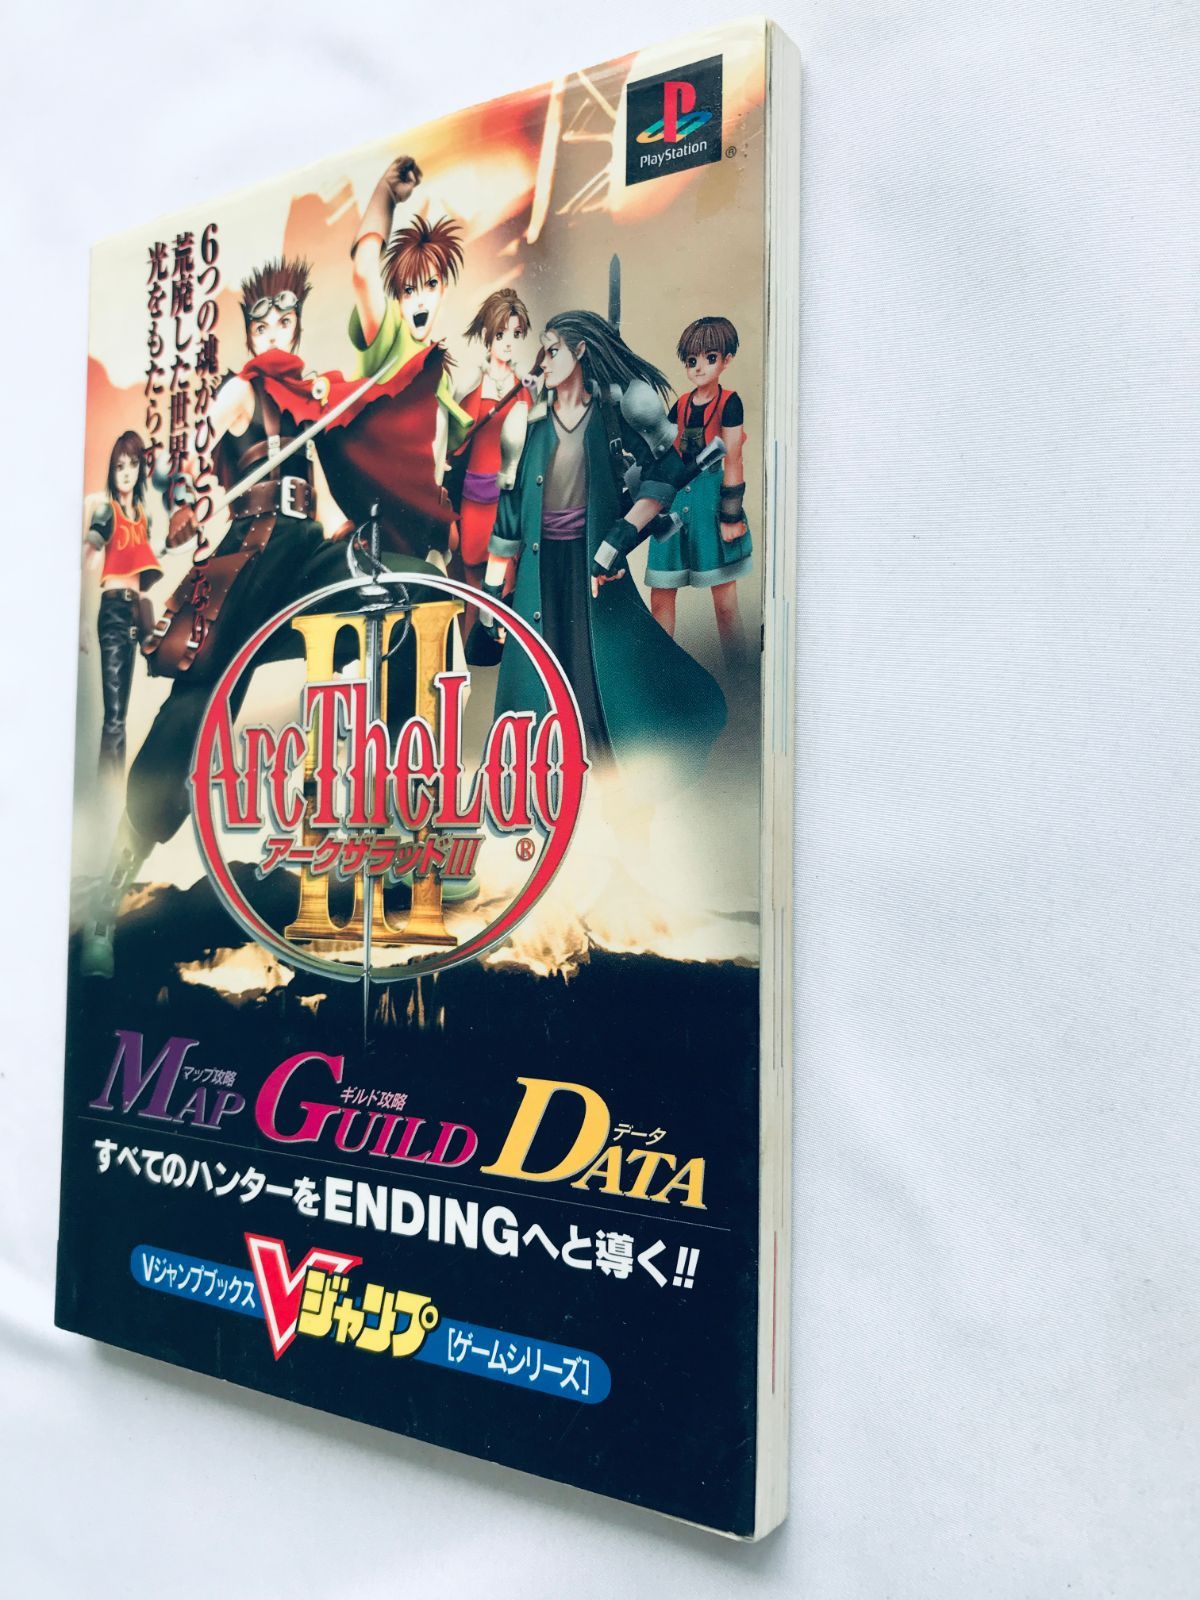 PlayStation
®
6つの魂がひとつとなり
荒廃した世界に
光をもたらす
III
ArcTheLad
アークザラッドIII
®
マップ攻略
MAP
ギルド攻略
GUILD
データ
DATA
すべてのハンターをENDINGへと導く!!
Vジャンプブックス
Vジャンプ
[ゲームシリーズ]